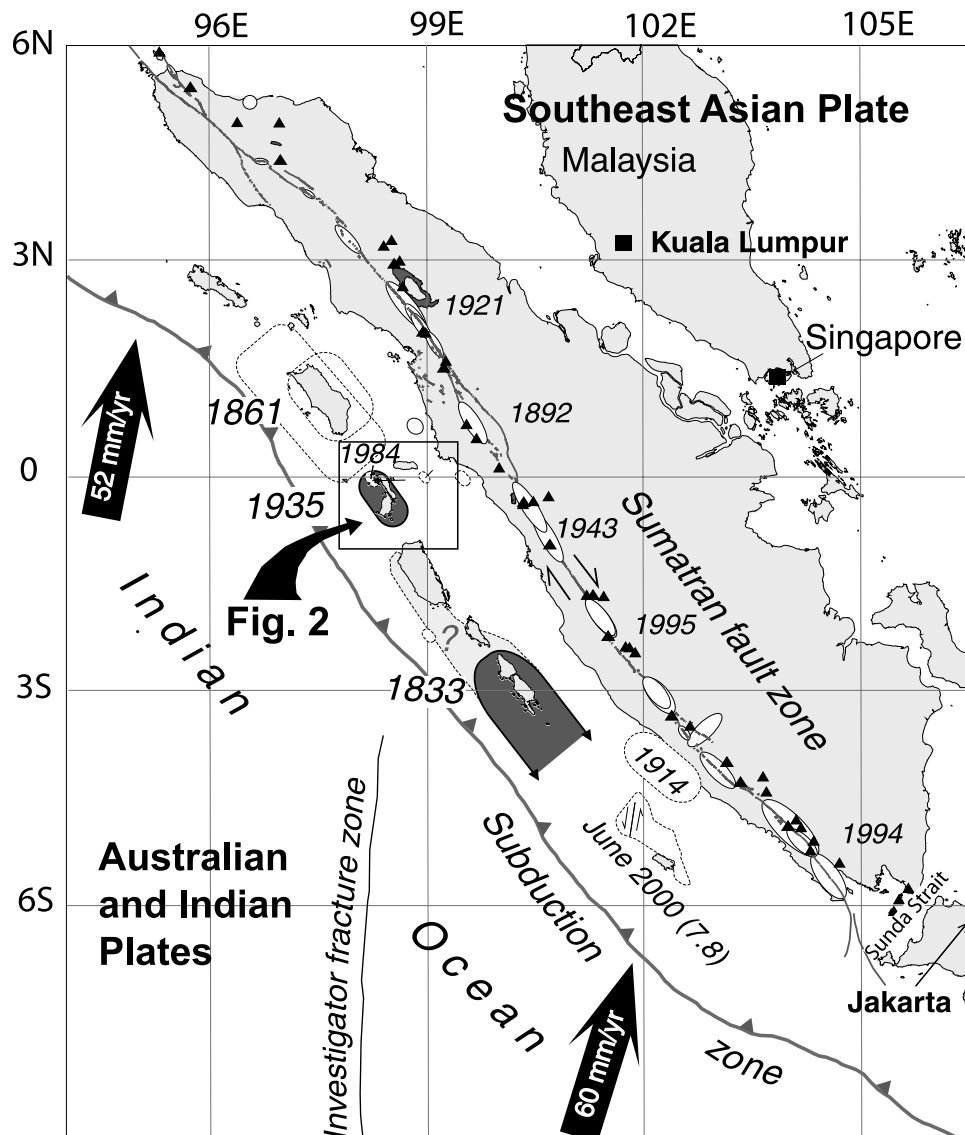 96E
99E
102E
105E
6N
3N
0
3S
6S
Southeast Asian Plate
Malaysia
Kuala Lumpur
Singapore
1921
1861
1892
1984
1935
52 mm/yr
1943
Sumatran fault zone
Fig. 2
Indian
?
1995
1833
1914
June 2000 (7.8)
1994
Sunda Strait
Jakarta
Australian
and Indian
Plates
Investigator fracture zone
Ocean
Subduction
zone
60 mm/yr